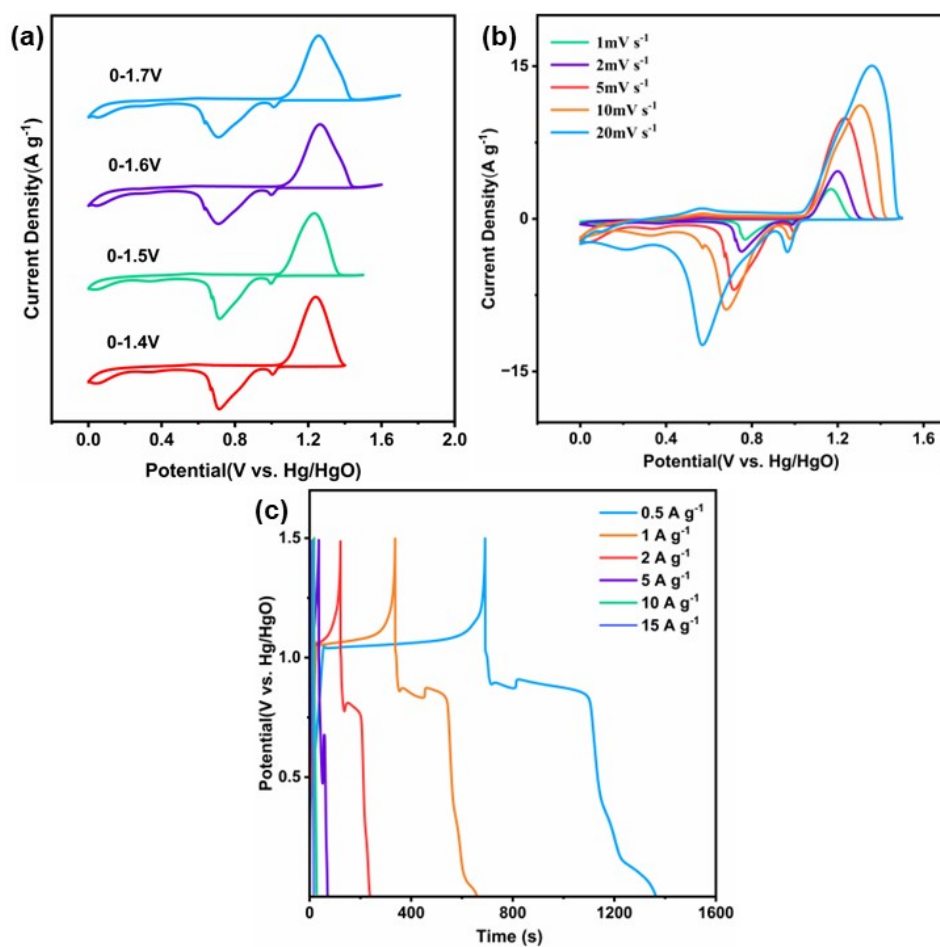 (a)
0-1.7V
0-1.6V
0-1.5V
0-1.4V
Current Density(A g⁻¹)
0.0 0.4 0.8 1.2 1.6 2.0
Potential(V vs. Hg/HgO)
(b)
1mV s⁻¹
2mV s⁻¹
5mV s⁻¹
10mV s⁻¹
20mV s⁻¹
15
0
−15
Current Density(A g⁻¹)
0.0 0.4 0.8 1.2 1.6
Potential(V vs. Hg/HgO)
(c)
0.5 A g⁻¹
1 A g⁻¹
2 A g⁻¹
5 A g⁻¹
10 A g⁻¹
15 A g⁻¹
1.5
1.0
0.5
Potential(V vs. Hg/HgO)
0 400 800 1200 1600
Time (s)